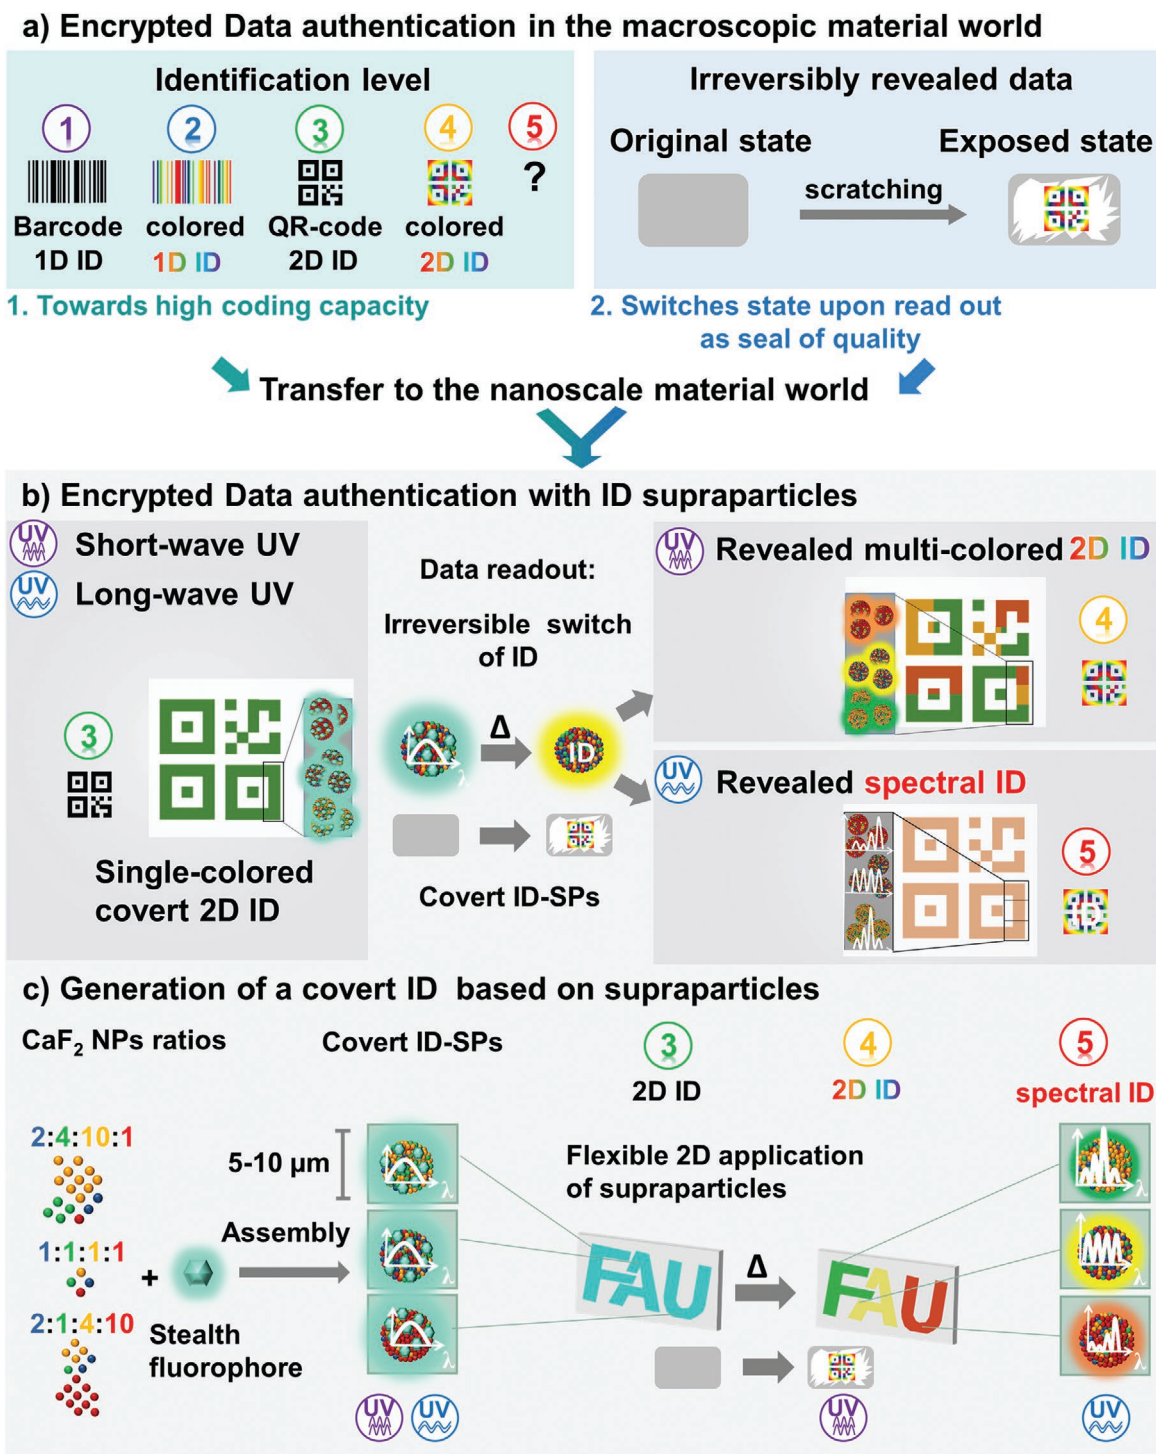 a) Encrypted Data authentication in the macroscopic material world
Identification level
1
2
3
4
5
?
Barcode
1D ID
colored
1D ID
QR-code
2D ID
colored
2D ID
1. Towards high coding capacity
Irreversibly revealed data
Original state
Exposed state
scratching
2. Switches state upon read out
as seal of quality
Transfer to the nanoscale material world
b) Encrypted Data authentication with ID supraparticles
UV
Short-wave UV
UV
Long-wave UV
3
Single-colored
covert 2D ID
Data readout:
Irreversible switch
of ID
λ
Δ
ID
Covert ID-SPs
UV
Revealed multi-colored 2D ID
4
UV
Revealed spectral ID
5
ID
c) Generation of a covert ID based on supraparticles
CaF2 NPs ratios
Covert ID-SPs
3
2D ID
4
2D ID
5
spectral ID
2:4:10:1
1:1:1:1
2:1:4:10
+
Stealth
fluorophore
5-10 µm
Assembly
λ
λ
λ
UV
UV
Flexible 2D application
of supraparticles
FAU
Δ
FAU
UV
λ
λ
λ
UV